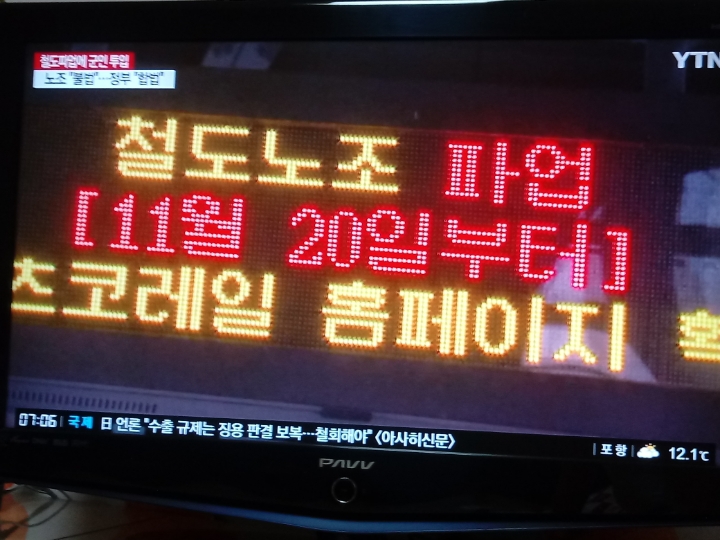 철도파업에 군인 투입
노조 "불법"…정부 "합법"
YTN
철도노조 파업
[11월 20일부터]
츠코레일 홈페이지 홈
07:06 국제 日 언론 "수출 규제는 징용 판결 보복…철회해야" <아사히신문>
포항 12.1℃
PAVV